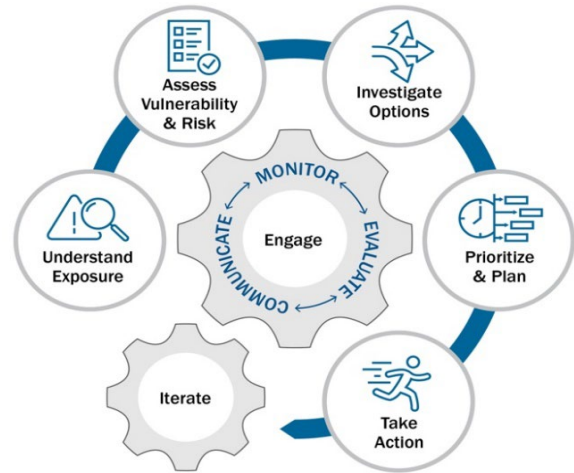 Assess
Vulnerability
& Risk
Investigate
Options
Understand
Exposure
MONITOR
EVALUATE
COMMUNICATE
Engage
Prioritize
& Plan
Take
Action
Iterate